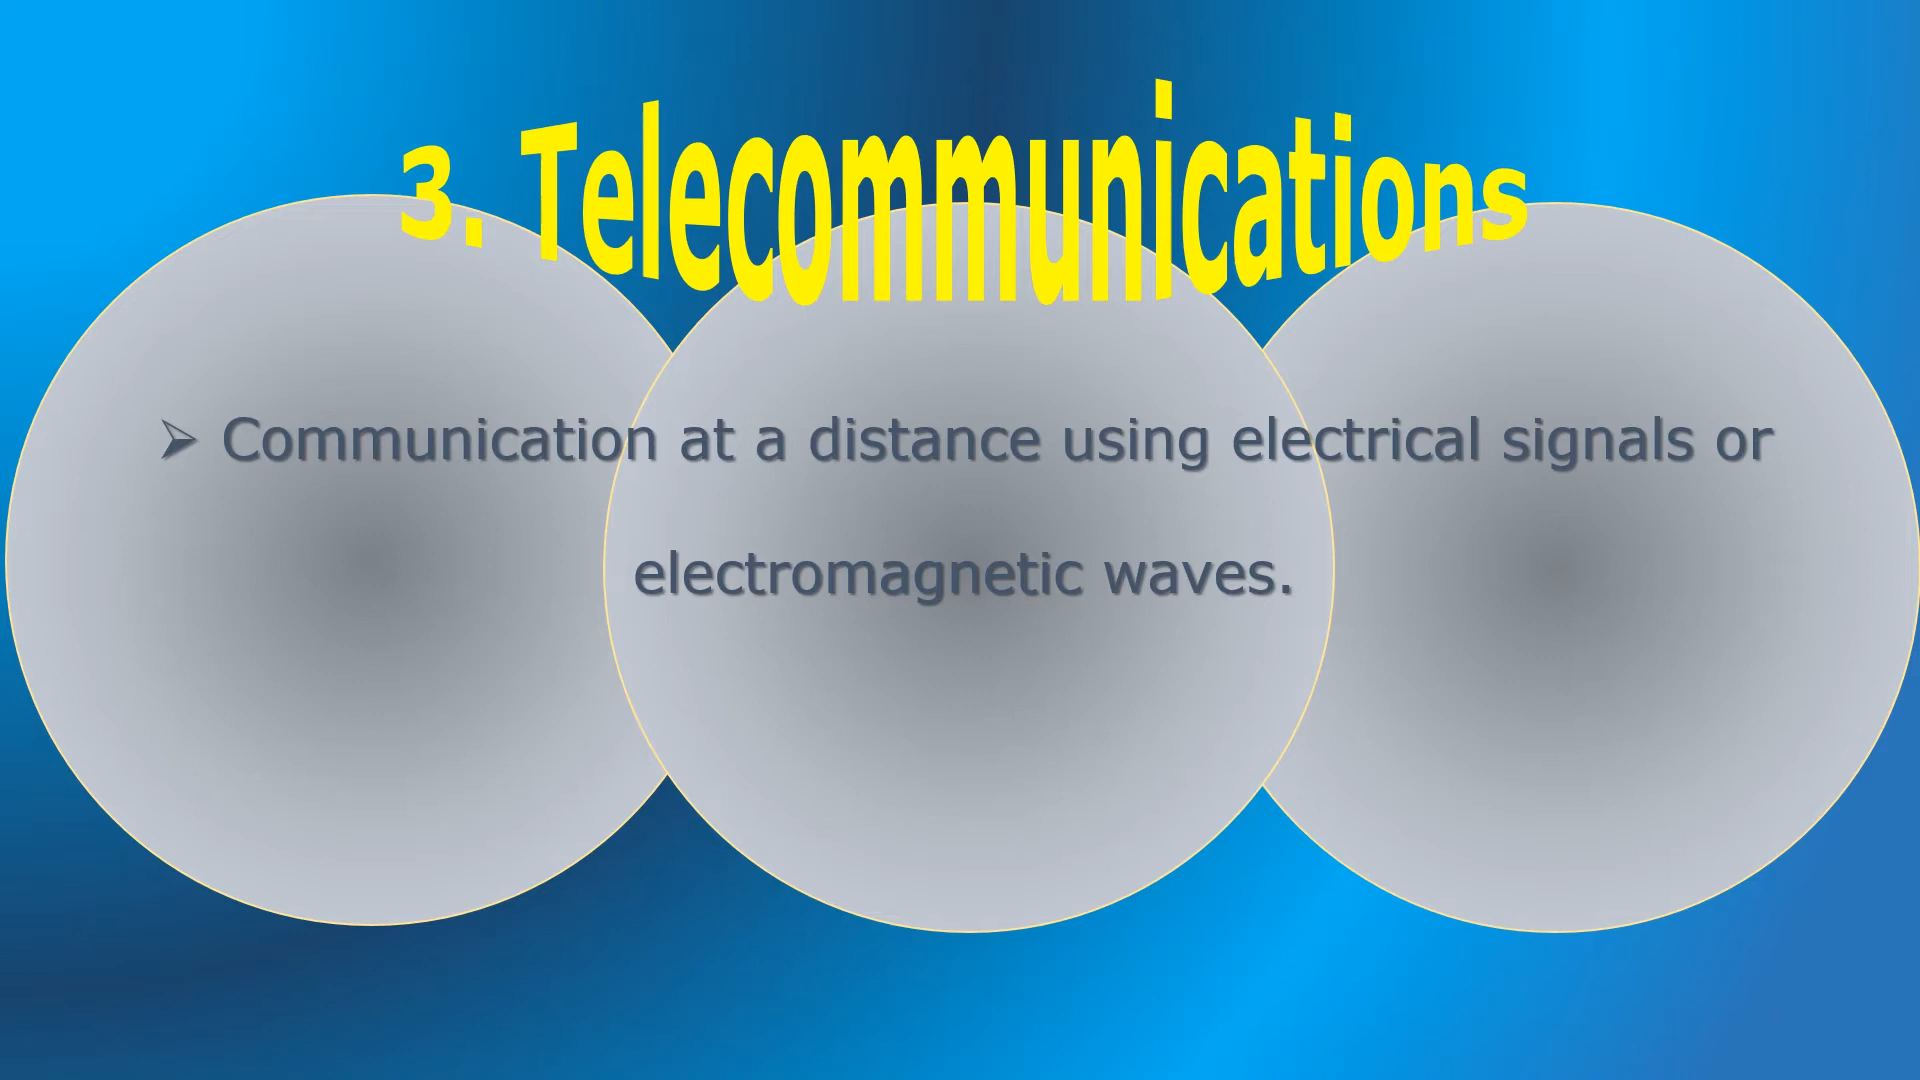 3. Telecommunications
➢ Communication at a distance using electrical signals or
electromagnetic waves.